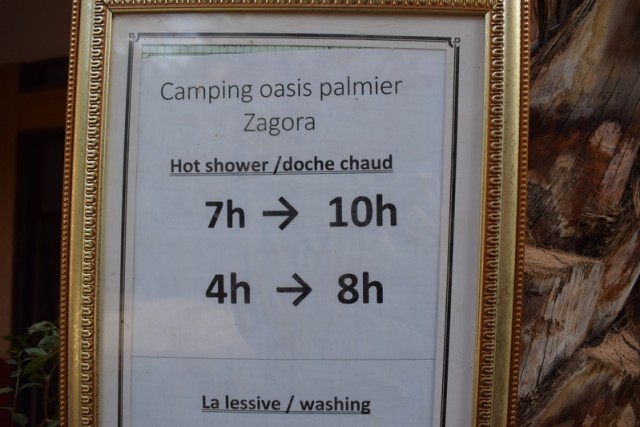 Camping oasis palmier
Zagora
Hot shower /doche chaud
7h → 10h
4h → 8h
La lessive / washing